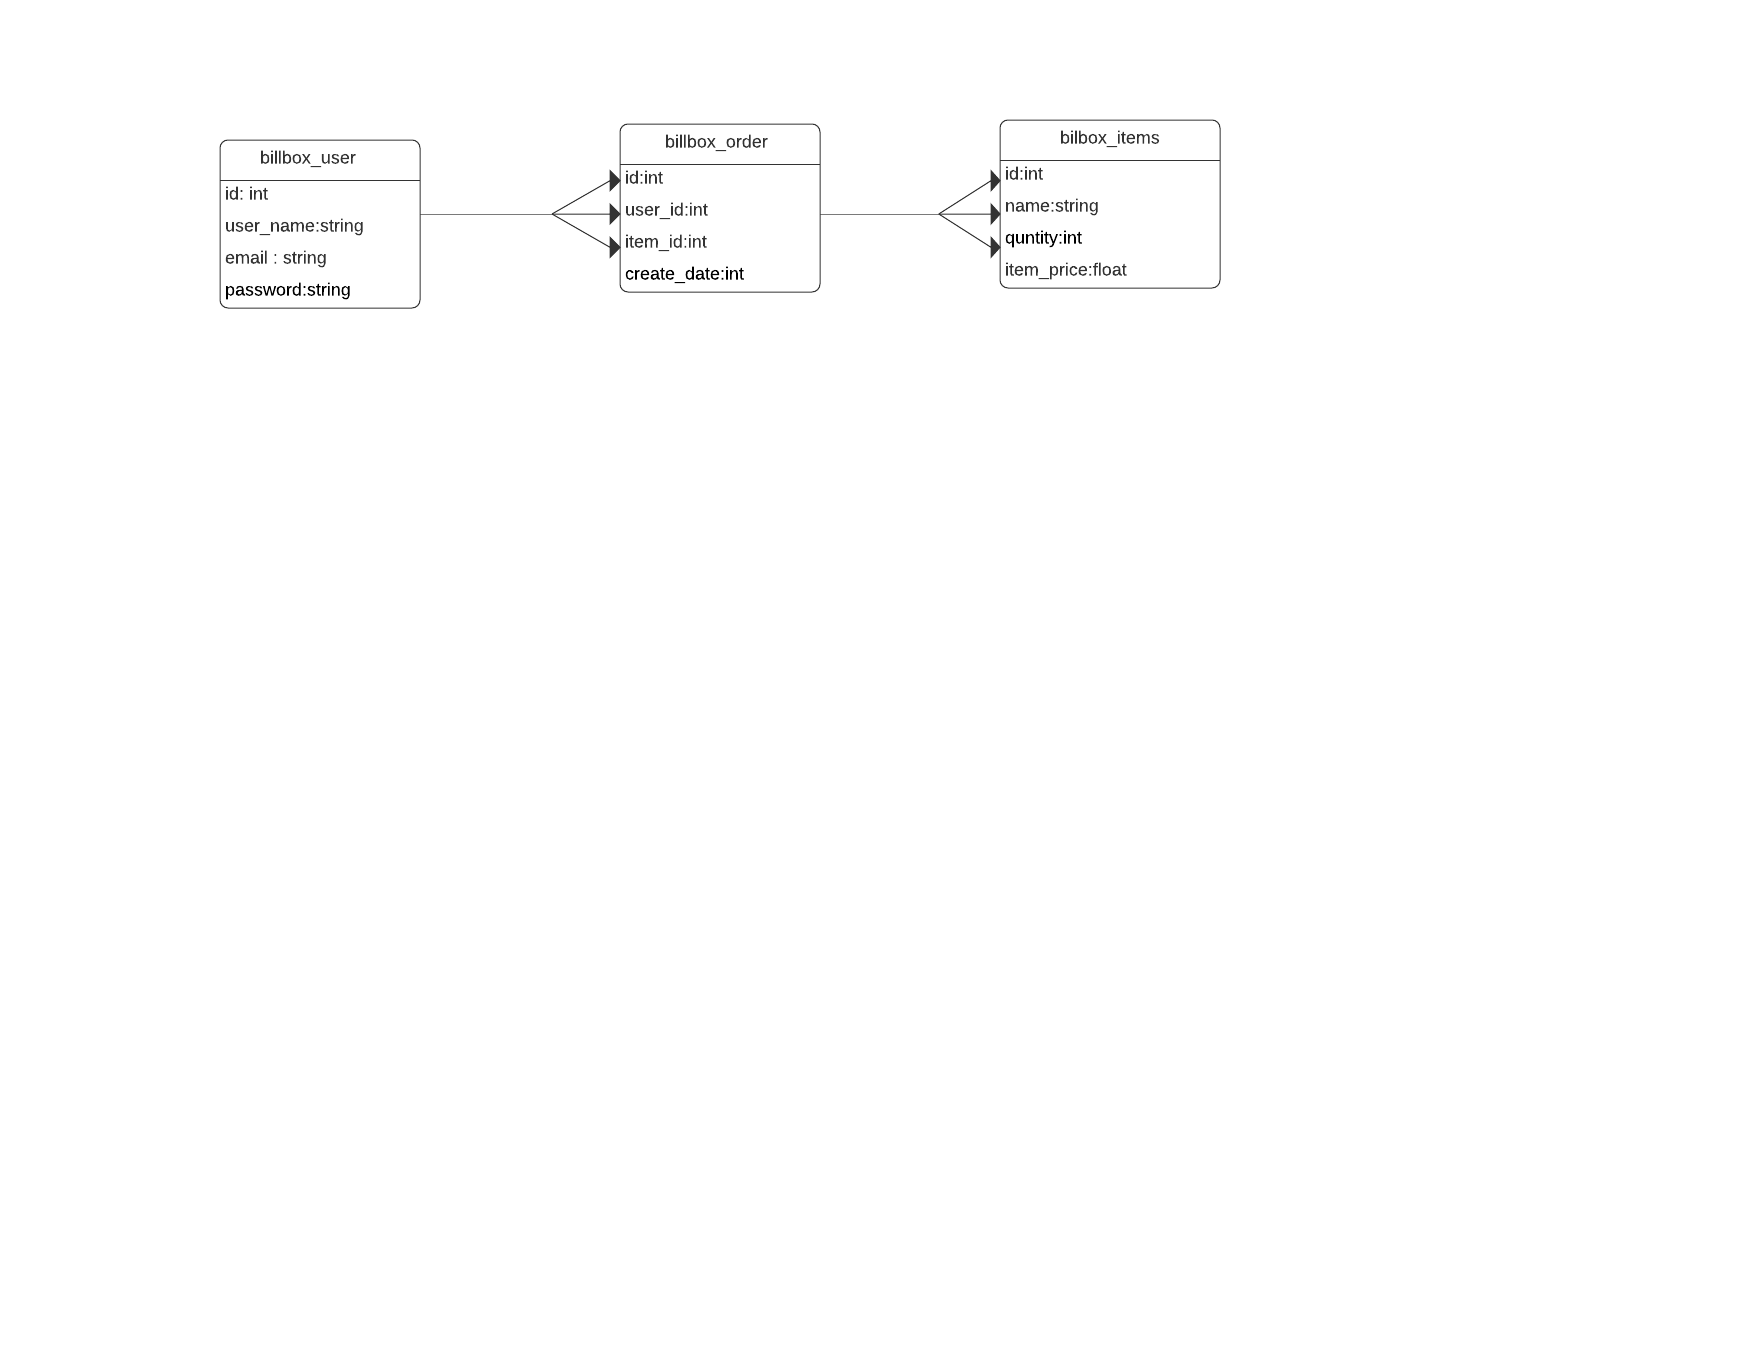 billbox_user
id: int
user_name:string
email : string
password:string
billbox_order
id:int
user_id:int
item_id:int
create_date:int
bilbox_items
id:int
name:string
quntity:int
item_price:float